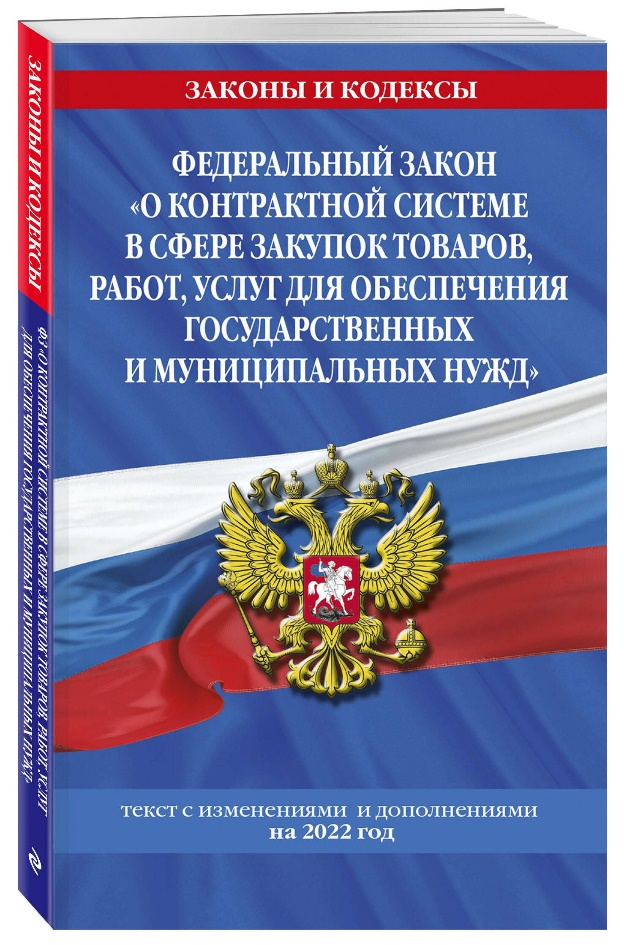 ЗАКОНЫ И КОДЕКСЫ
ФЕДЕРАЛЬНЫЙ ЗАКОН
«О КОНТРАКТНОЙ СИСТЕМЕ
В СФЕРЕ ЗАКУПОК ТОВАРОВ,
РАБОТ, УСЛУГ ДЛЯ ОБЕСПЕЧЕНИЯ
ГОСУДАРСТВЕННЫХ
И МУНИЦИПАЛЬНЫХ НУЖД»
текст с изменениями и дополнениями
на 2022 год
ЗАКОНЫ И КОДЕКСЫ
ФЗ «О КОНТРАКТНОЙ СИСТЕМЕ В СФЕРЕ ЗАКУПОК ТОВАРОВ, РАБОТ, УСЛУГ
ДЛЯ ОБЕСПЕЧЕНИЯ ГОСУДАРСТВЕННЫХ И МУНИЦИПАЛЬНЫХ НУЖД»